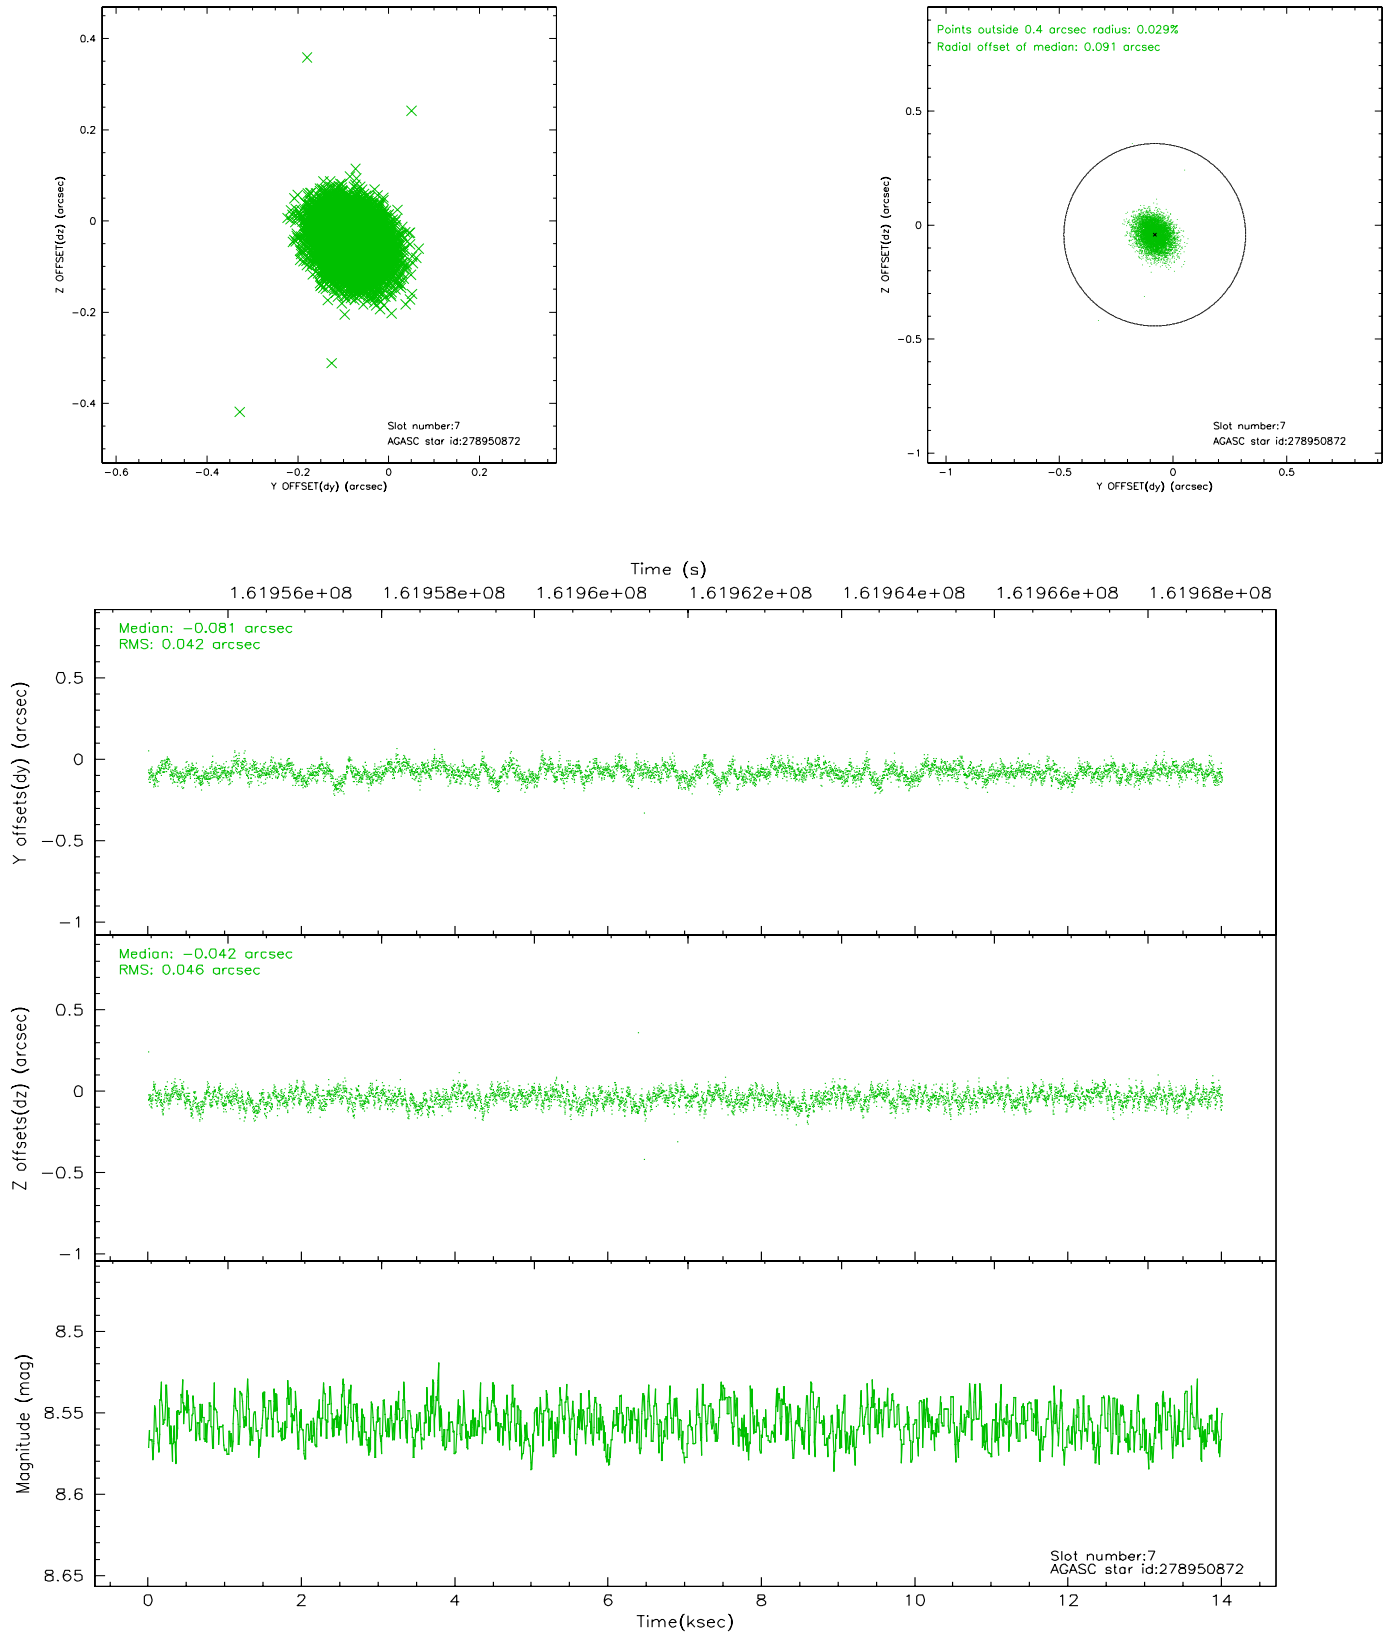 0.4
0.2
0
−0.2
−0.4
Z OFFSET(dz) (arcsec)
Slot number:7
AGASC star id:278950872
−0.6
−0.4
−0.2
0
0.2
Y OFFSET(dy) (arcsec)
Points outside 0.4 arcsec radius: 0.029%
Radial offset of median: 0.091 arcsec
0.5
0
−0.5
−1
Z OFFSET(dz) (arcsec)
Slot number:7
AGASC star id:278950872
−1
−0.5
0
0.5
Y OFFSET(dy) (arcsec)
Time (s)
1.61956e+08
1.61958e+08
1.6196e+08
1.61962e+08
1.61964e+08
1.61966e+08
1.61968e+08
Median: −0.081 arcsec
RMS: 0.042 arcsec
0.5
0
−0.5
−1
Y offsets(dy) (arcsec)
Median: −0.042 arcsec
RMS: 0.046 arcsec
0.5
0
−0.5
−1
Z offsets(dz) (arcsec)
8.5
8.55
8.6
8.65
Magnitude (mag)
Slot number:7
AGASC star id:278950872
0
2
4
6
8
10
12
14
Time(ksec)